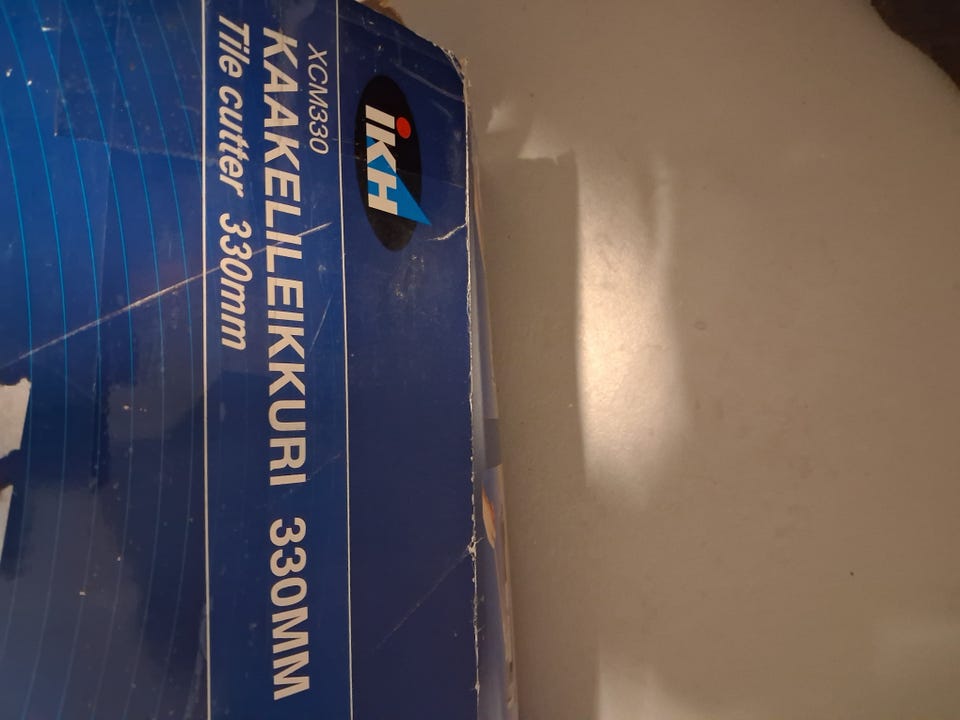 iKH
XCM330
KAAKELILEIKKURI 330MM
Tile cutter 330mm